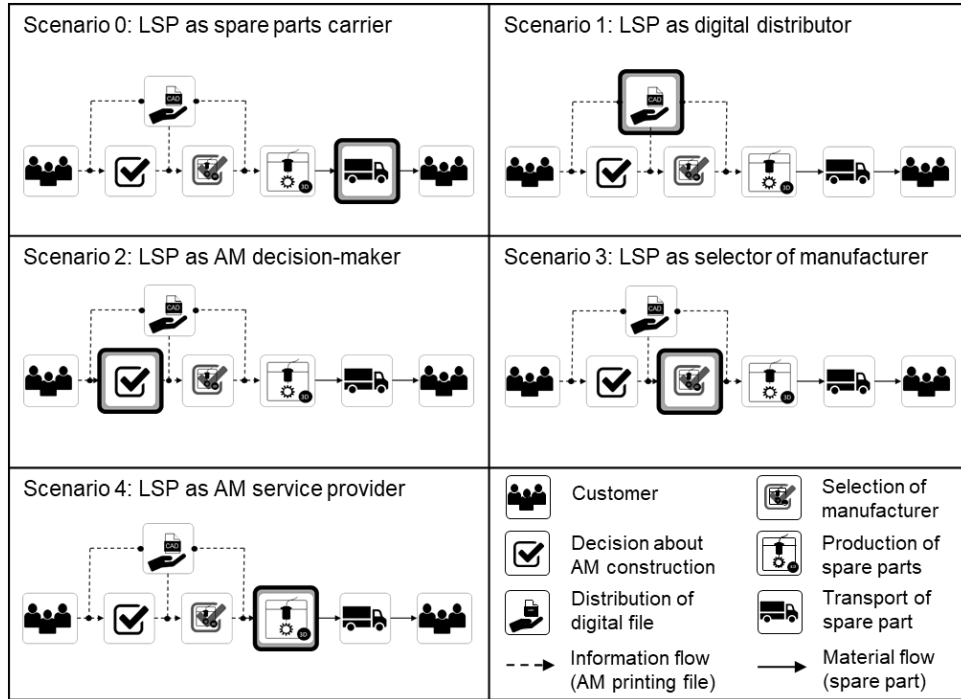 Scenario 0: LSP as spare parts carrier
CAD
3D
Scenario 1: LSP as digital distributor
CAD
3D
Scenario 2: LSP as AM decision-maker
CAD
3D
Scenario 3: LSP as selector of manufacturer
CAD
3D
Scenario 4: LSP as AM service provider
CAD
3D
Customer
Selection of
manufacturer
Decision about
AM construction
Production of
spare parts
Distribution of
digital file
Transport of
spare part
Information flow
(AM printing file)
Material flow
(spare part)